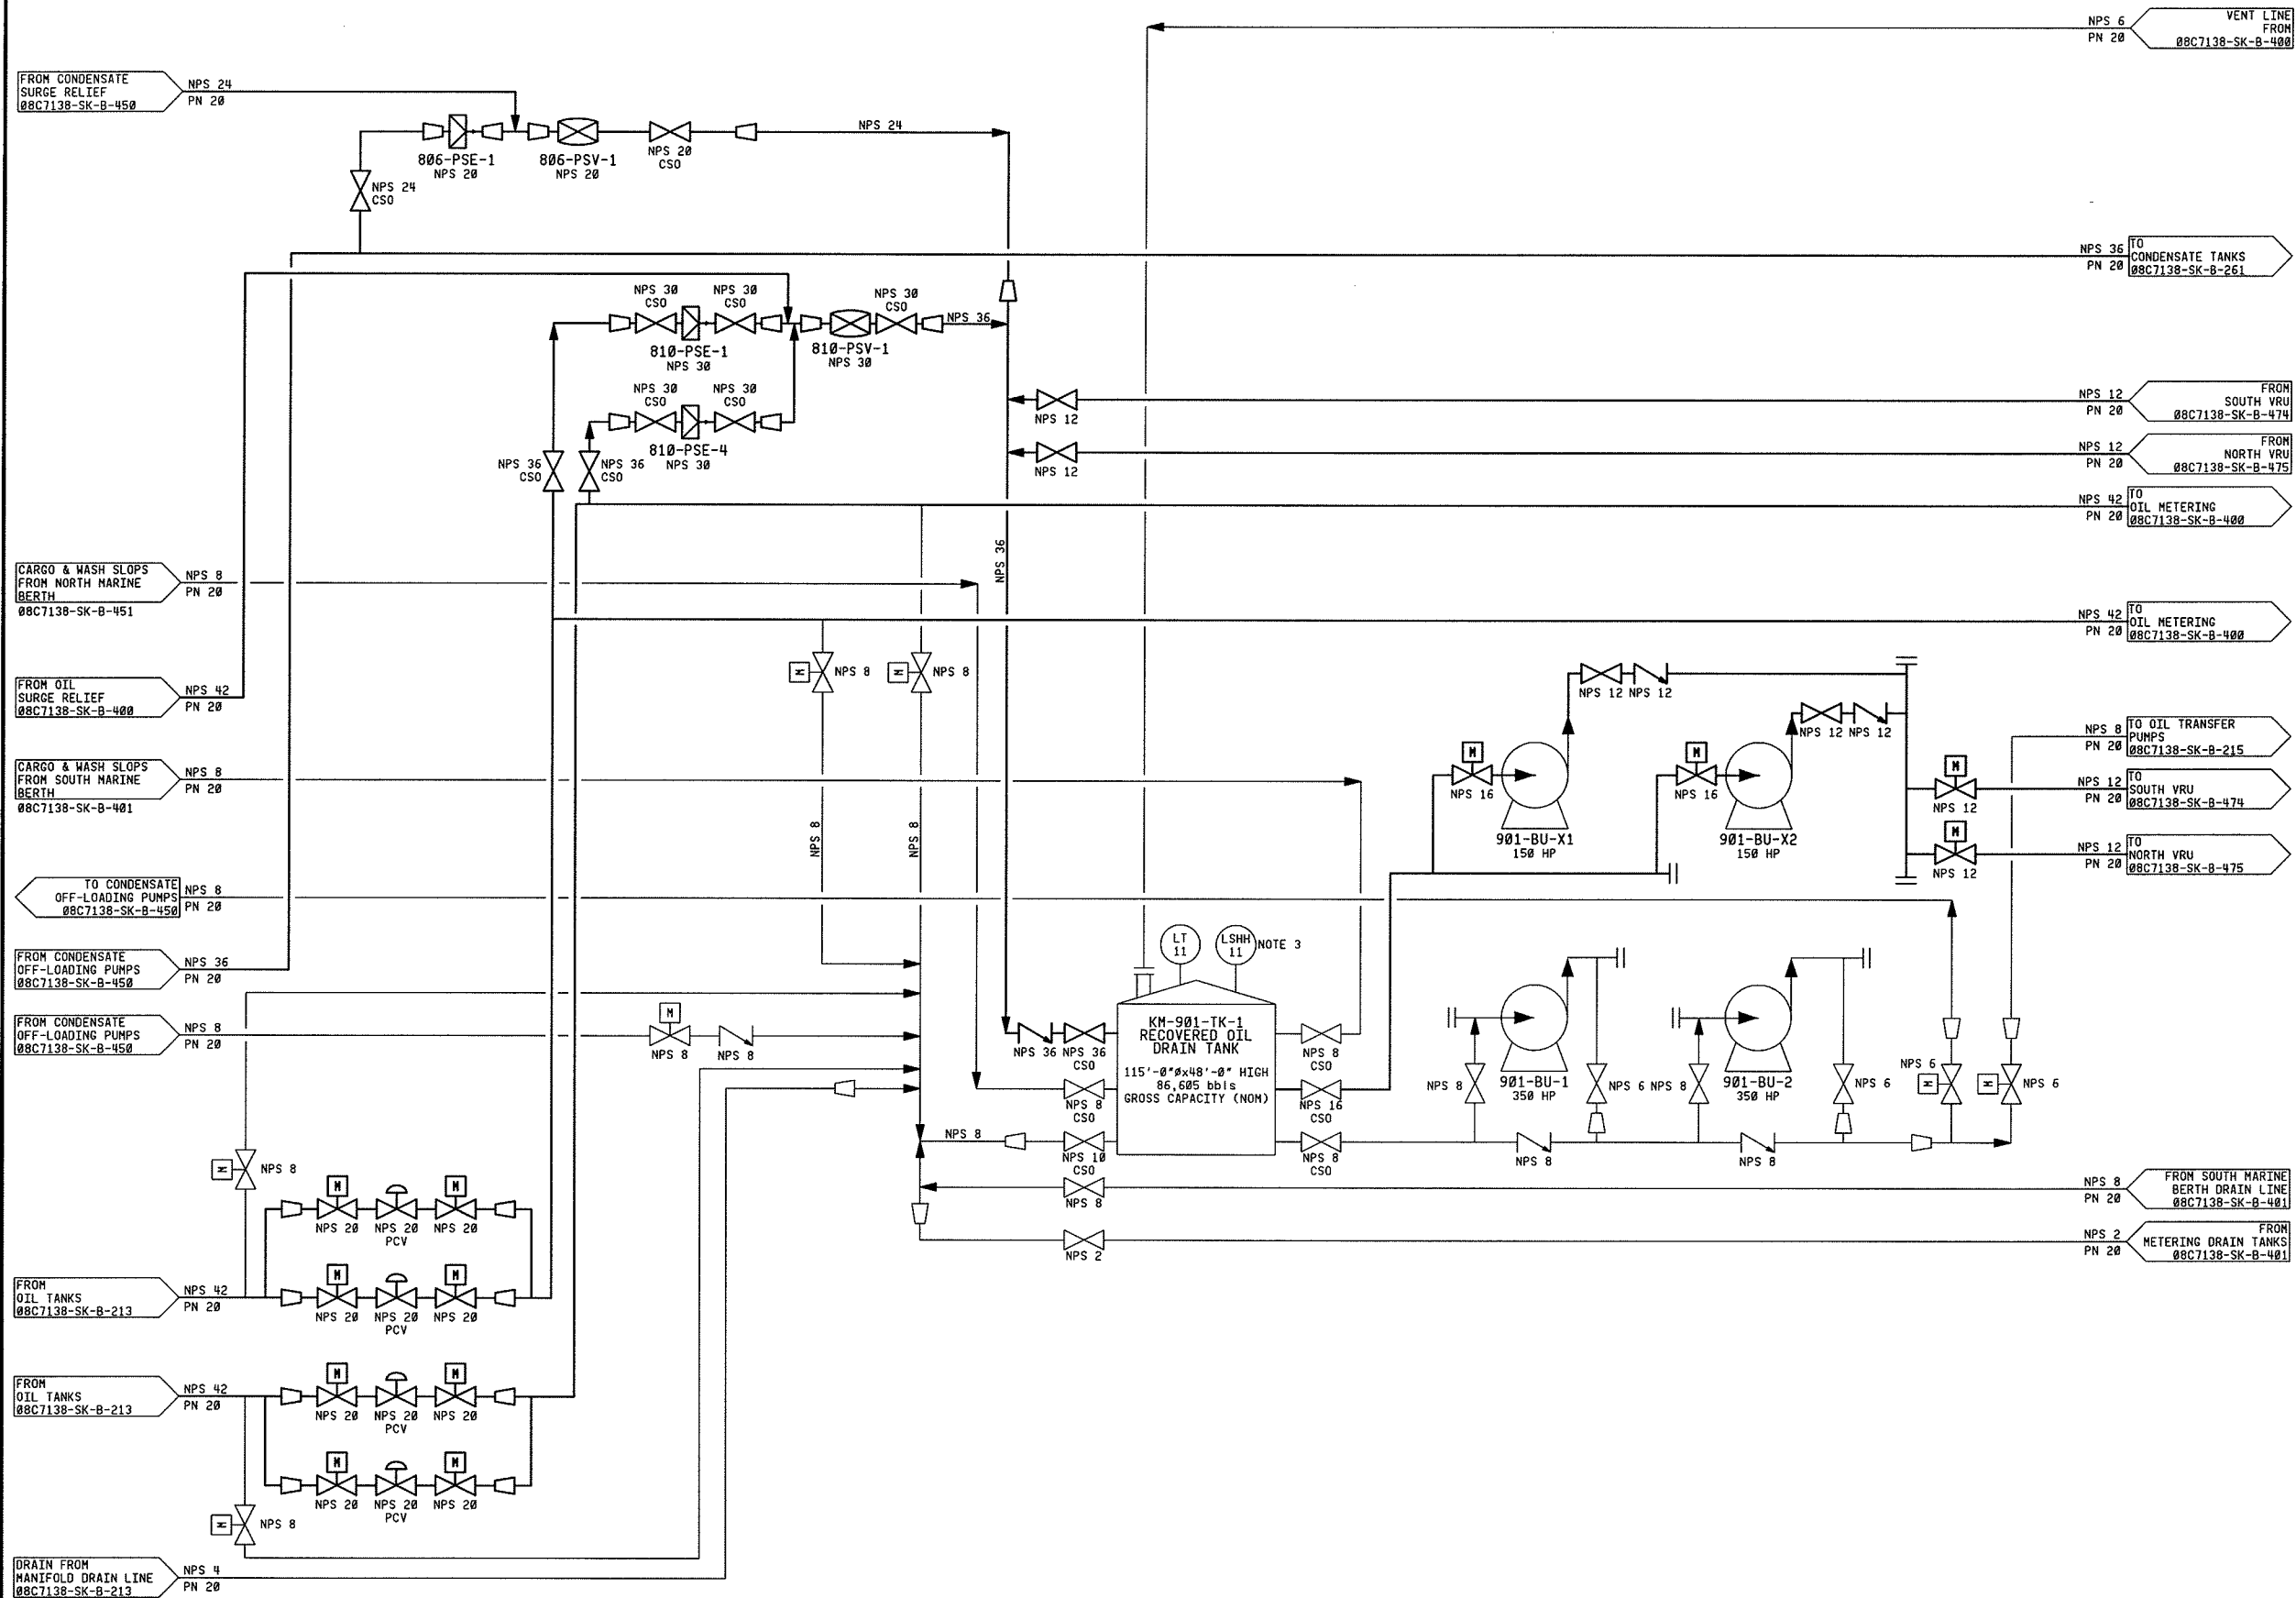 NPS 6
PN 20
VENT LINE
FROM
08C7138-SK-B-400
FROM CONDENSATE
SURGE RELIEF
08C7138-SK-B-450
NPS 24
PN 20
NPS 24
806-PSE-1
NPS 20
806-PSV-1
NPS 20
NPS 20
CSO
NPS 24
CSO
NPS 36
PN 20
TO
CONDENSATE TANKS
08C7138-SK-B-261
NPS 30
CSO
NPS 30
CSO
NPS 30
CSO
NPS 36
810-PSE-1
NPS 30
810-PSV-1
NPS 30
NPS 30
CSO
NPS 30
CSO
810-PSE-4
NPS 30
NPS 36
CSO
NPS 36
CSO
NPS 12
NPS 12
PN 20
FROM
SOUTH VRU
08C7138-SK-B-474
NPS 12
NPS 12
PN 20
FROM
NORTH VRU
08C7138-SK-B-475
NPS 42
PN 20
TO
OIL METERING
08C7138-SK-B-400
NPS 36
CARGO & WASH SLOPS
FROM NORTH MARINE
BERTH
08C7138-SK-B-451
NPS 8
PN 20
NPS 42
PN 20
TO
OIL METERING
08C7138-SK-B-400
M
NPS 8
M
NPS 8
FROM OIL
SURGE RELIEF
08C7138-SK-B-400
NPS 42
PN 20
NPS 12
NPS 12
NPS 12
NPS 12
NPS 8
PN 20
TO OIL TRANSFER
PUMPS
08C7138-SK-B-215
CARGO & WASH SLOPS
FROM SOUTH MARINE
BERTH
08C7138-SK-B-401
NPS 8
PN 20
M
NPS 16
901-BU-X1
150 HP
M
NPS 16
901-BU-X2
150 HP
M
NPS 12
NPS 12
PN 20
TO
SOUTH VRU
08C7138-SK-B-474
M
NPS 12
NPS 12
PN 20
TO
NORTH VRU
08C7138-SK-B-475
NPS 8
NPS 8
TO CONDENSATE
OFF-LOADING PUMPS
08C7138-SK-B-450
NPS 8
PN 20
FROM CONDENSATE
OFF-LOADING PUMPS
08C7138-SK-B-450
NPS 36
PN 20
LT
11
LSHH
11
NOTE 3
FROM CONDENSATE
OFF-LOADING PUMPS
08C7138-SK-B-450
NPS 8
PN 20
M
NPS 8
NPS 8
NPS 36
NPS 36
CSO
KM-901-TK-1
RECOVERED OIL
DRAIN TANK
115'-0"Øx48'-0" HIGH
86,605 bbls
GROSS CAPACITY (NOM)
NPS 8
CSO
NPS 8
CSO
NPS 16
CSO
NPS 8
NPS 10
CSO
NPS 8
CSO
NPS 8
901-BU-1
350 HP
NPS 6
NPS 8
901-BU-2
350 HP
NPS 6
NPS 6
M
M
NPS 6
NPS 8
NPS 8
NPS 8
NPS 8
PN 20
FROM SOUTH MARINE
BERTH DRAIN LINE
08C7138-SK-B-401
NPS 2
NPS 2
PN 20
FROM
METERING DRAIN TANKS
08C7138-SK-B-401
M
NPS 8
M
M
NPS 20
NPS 20
NPS 20
PCV
FROM
OIL TANKS
08C7138-SK-B-213
NPS 42
PN 20
M
M
NPS 20
NPS 20
NPS 20
PCV
FROM
OIL TANKS
08C7138-SK-B-213
NPS 42
PN 20
M
M
NPS 20
NPS 20
NPS 20
PCV
M
M
NPS 20
NPS 20
NPS 20
PCV
M
NPS 8
DRAIN FROM
MANIFOLD DRAIN LINE
08C7138-SK-B-213
NPS 4
PN 20